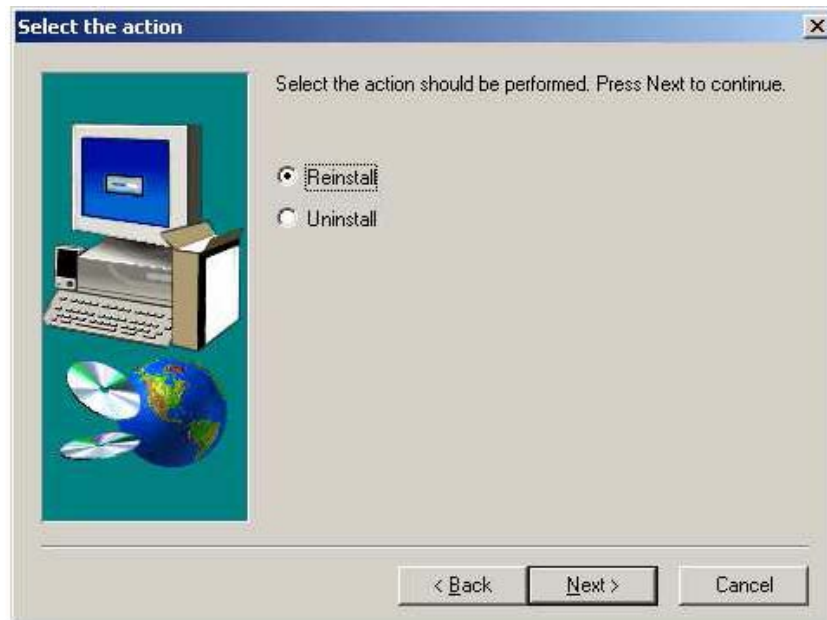 Select the action
Select the action should be performed. Press Next to continue.
Reinstall
Uninstall
< Back
Next >
Cancel